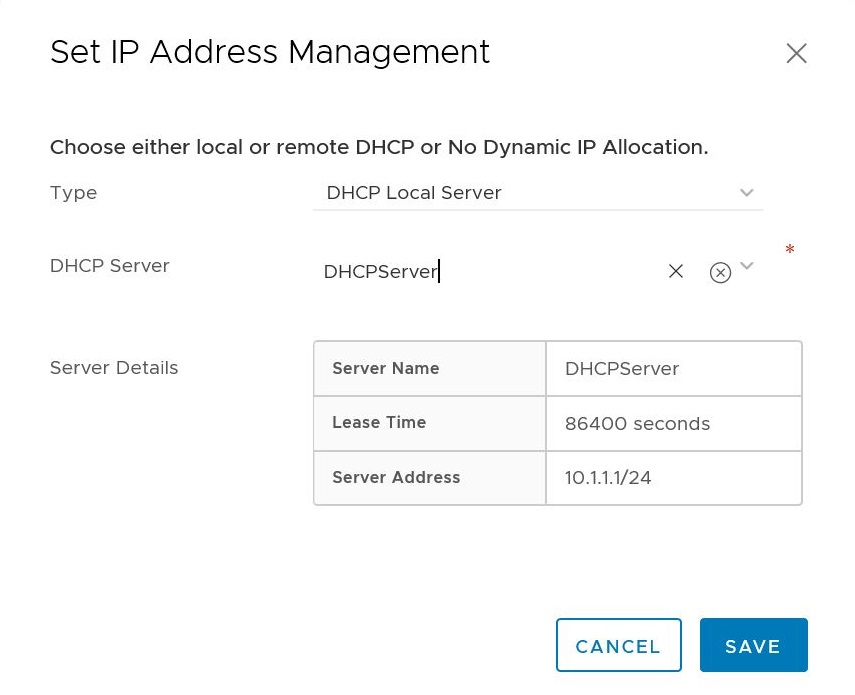 Set IP Address Management
Choose either local or remote DHCP or No Dynamic IP Allocation.
Type DHCP Local Server
DHCP Server DHCPServer *
Server Details
Server Name DHCPServer
Lease Time 86400 seconds
Server Address 10.1.1.1/24
CANCEL SAVE